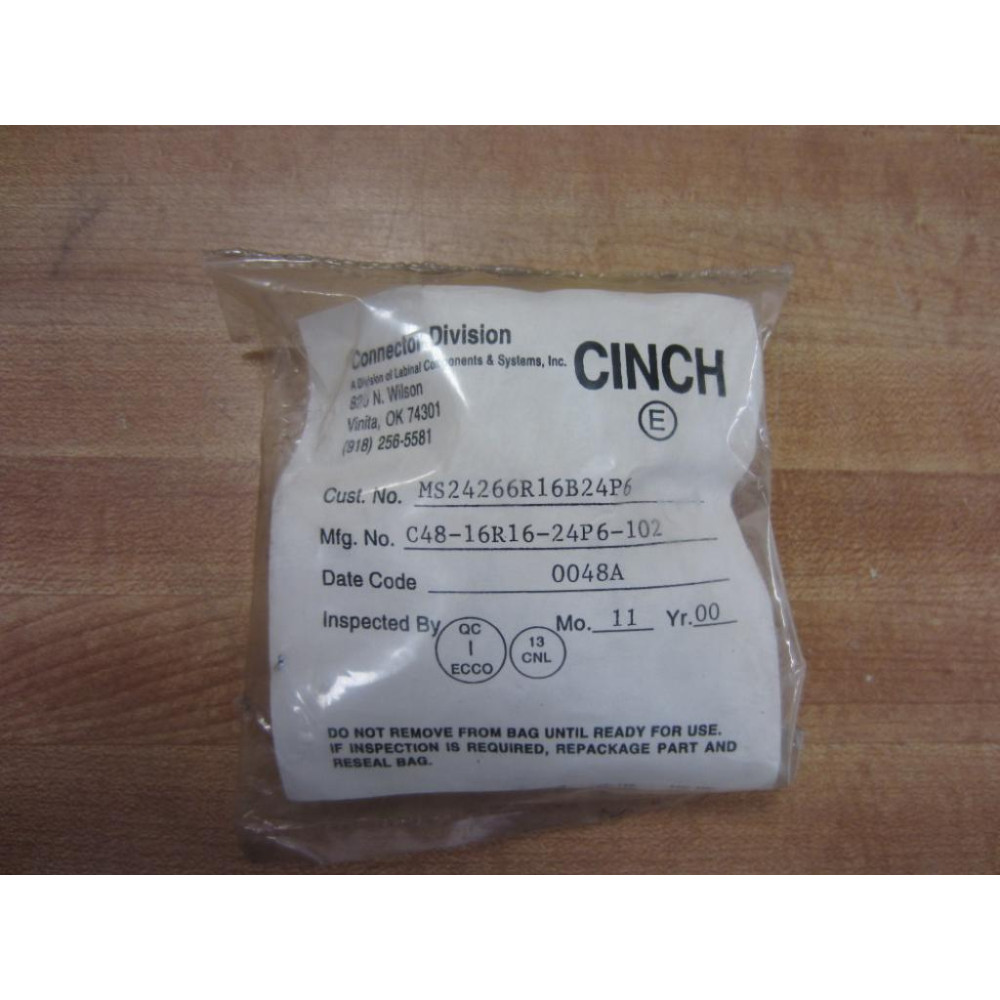 Connector Division
A Division of Labinal Components & Systems, Inc.
820 N. Wilson
Vinita, OK 74301
(918) 256-5581
CINCH
E
Cust. No. MS24266R16B24P6
Mfg. No. C48-16R16-24P6-102
Date Code 0048A
Inspected By QC I ECCO 13 CNL Mo. 11 Yr. 00
DO NOT REMOVE FROM BAG UNTIL READY FOR USE.
IF INSPECTION IS REQUIRED, REPACKAGE PART AND
RESEAL BAG.